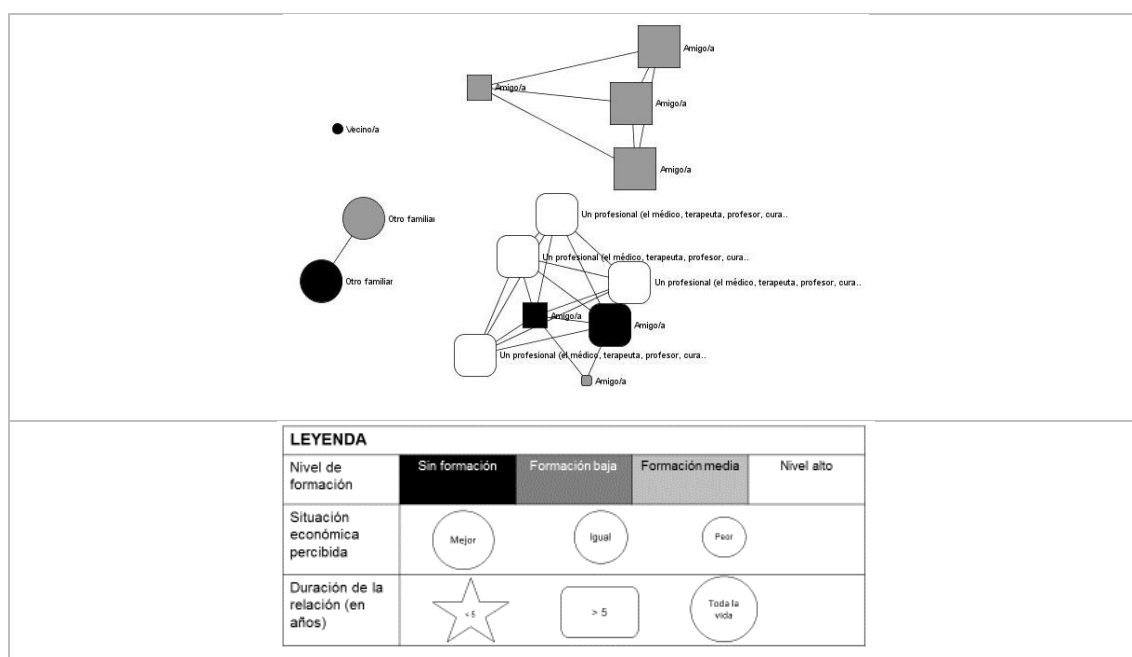 Amigo/a
Amigo/a
Amigo/a
Vecino/a
Amigo/a
Un profesional (el médico, terapeuta, profesor, cura..
Otro familiar
Un profesional (el médico, terapeuta, profesor, cura..
Otro familiar
Un profesional (el médico, terapeuta, profesor, cura..
Amigo/a
Amigo/a
Un profesional (el médico, terapeuta, profesor, cura..
Amigo/a
LEYENDA
Nivel de formación
Sin formación
Formación baja
Formación media
Nivel alto
Situación económica percibida
Mejor
Igual
Peor
Duración de la relación (en años)
< 5
> 5
Toda la vida